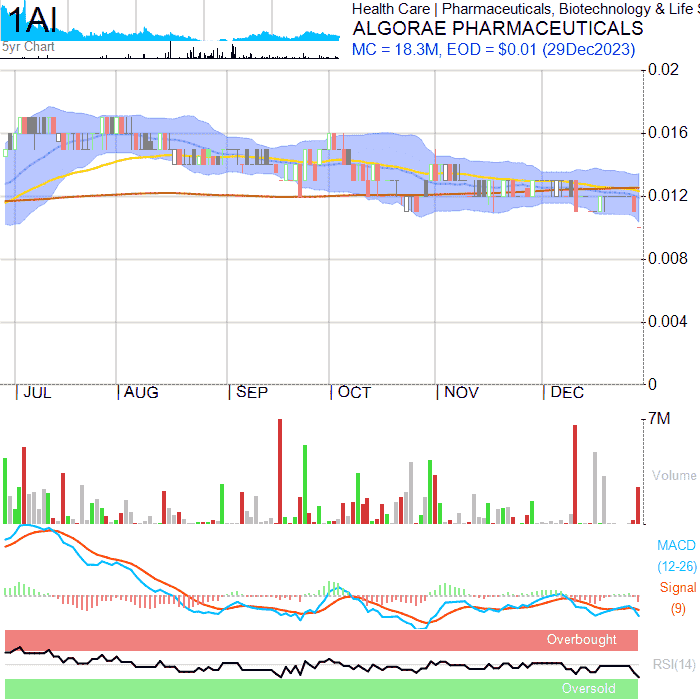 1AI
5yr Chart
Health Care | Pharmaceuticals, Biotechnology & Life S
ALGORAE PHARMACEUTICALS
MC = 18.3M, EOD = $0.01 (29Dec2023)
0.02
0.016
0.012
0.008
0.004
0
JUL AUG SEP OCT NOV DEC
7M
Volume
MACD
(12-26)
Signal
(9)
Overbought
RSI(14)
Oversold